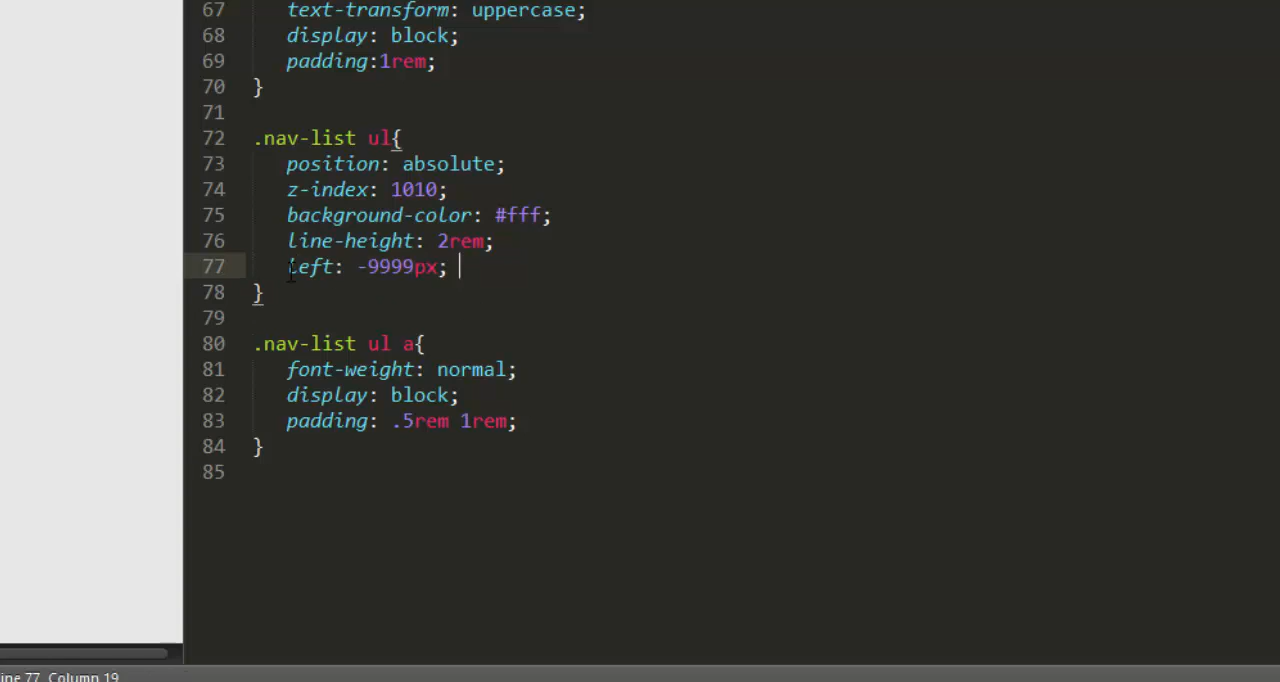 67 text-transform: uppercase;
68 display: block;
69 padding:1rem;
70 }
71
72 .nav-list ul{
73 position: absolute;
74 z-index: 1010;
75 background-color: #fff;
76 line-height: 2rem;
77 left: -9999px;
78 }
79
80 .nav-list ul a{
81 font-weight: normal;
82 display: block;
83 padding: .5rem 1rem;
84 }
85
ine 77, Column 19